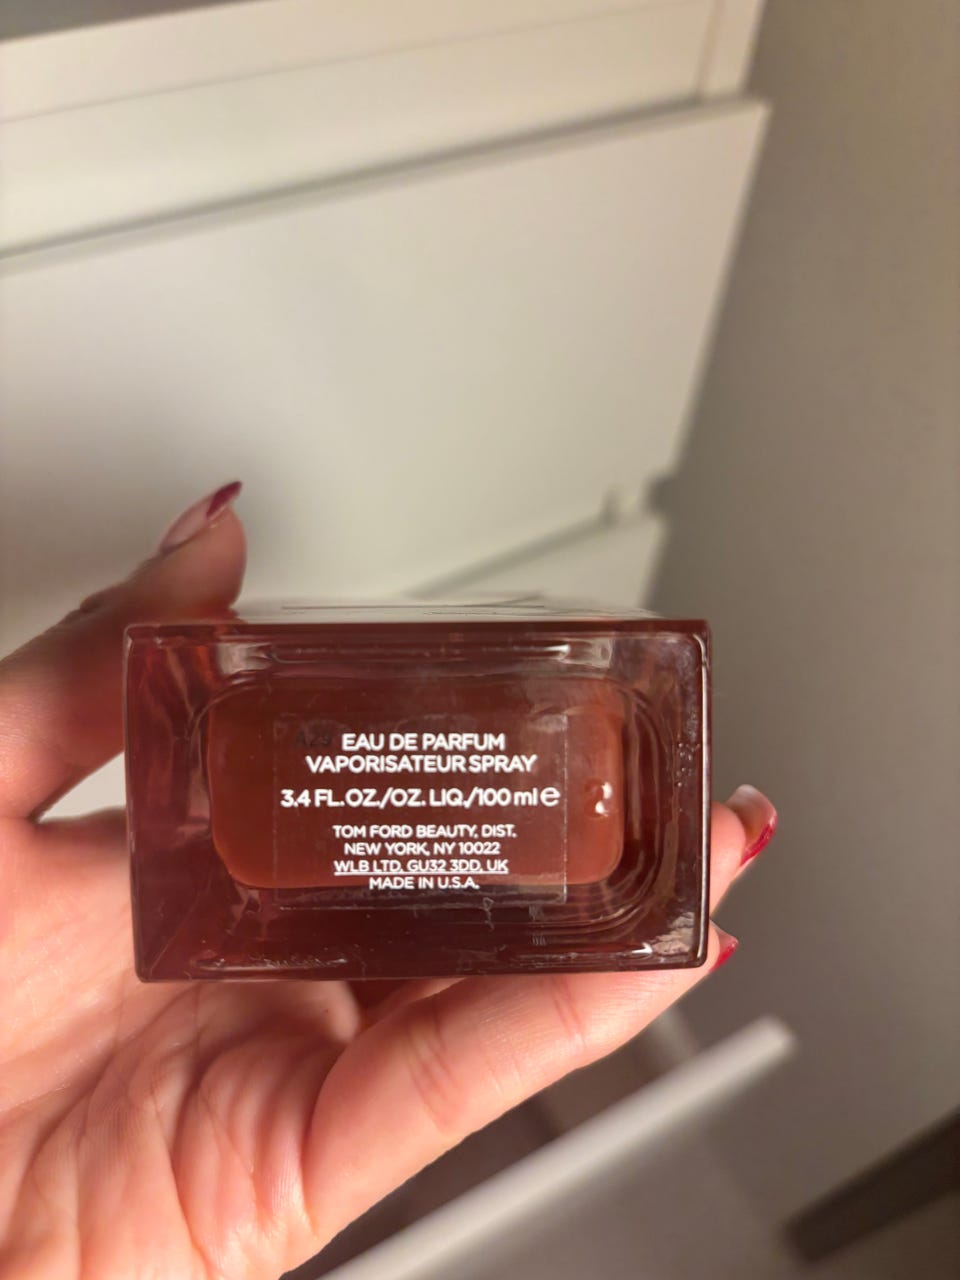 EAU DE PARFUM
VAPORISATEUR SPRAY
3.4 FL.OZ./OZ. LIQ./100 ml ℮
TOM FORD BEAUTY, DIST.
NEW YORK, NY 10022
WLB LTD, GU32 3DD, UK
MADE IN U.S.A.